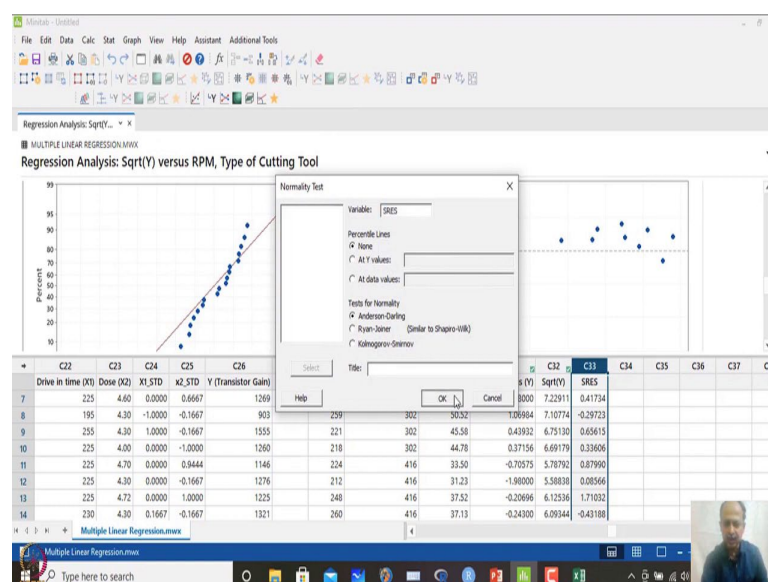 Minitab - Untitled
File Edit Data Calc Stat Graph View Help Assistant Additional Tools
Regression Analysis: Sqrt(Y...
MULTIPLE LINEAR REGRESSION.MWX
Regression Analysis: Sqrt(Y) versus RPM, Type of Cutting Tool
99
95
90
80
70
60
50
40
30
20
10
Percent
Normality Test
Variable: SRES
Percentile Lines
None
At Y values:
At data values:
Tests for Normality
Anderson-Darling
Ryan-Joiner (Similar to Shapiro-Wilk)
Kolmogorov-Smirnov
Select
Title:
Help OK Cancel
C22 C23 C24 C25 C26 C32 C33 C34 C35 C36 C37
Drive in time (X1) Dose (X2) X1_STD x2_STD Y (Transistor Gain) s (Y) Sqrt(Y) SRES
7 225 4.60 0.0000 0.6667 1269 8000 7.22911 0.41734
8 195 4.30 -1.0000 -0.1667 903 259 302 50.52 1.06984 7.10774 -0.29723
9 255 4.30 1.0000 -0.1667 1555 221 302 45.58 0.43932 6.75130 0.65615
10 225 4.00 0.0000 -1.0000 1260 218 302 44.78 0.37156 6.69179 0.33606
11 225 4.70 0.0000 0.9444 1146 224 416 33.50 -0.70575 5.78792 0.87990
12 225 4.30 0.0000 -0.1667 1276 212 416 31.23 -1.98000 5.58838 0.08566
13 225 4.72 0.0000 1.0000 1225 248 416 37.52 -0.20696 6.12536 1.71032
14 230 4.30 0.1667 -0.1667 1321 260 416 37.13 -0.24300 6.09344 -0.43188
Multiple Linear Regression.mwx
Multiple Linear Regression.mwx
Type here to search